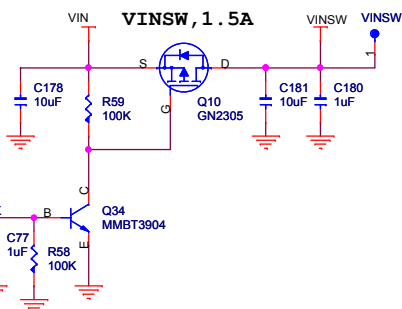 VIN
VINSW,1.5A
VINSW
VINSW
S
D
1
C178
10uF
R59
100K
G
Q10
GN2305
C181
10uF
C180
1uF
C
Q34
MMBT3904
B
E
C77
1uF
R58
100K